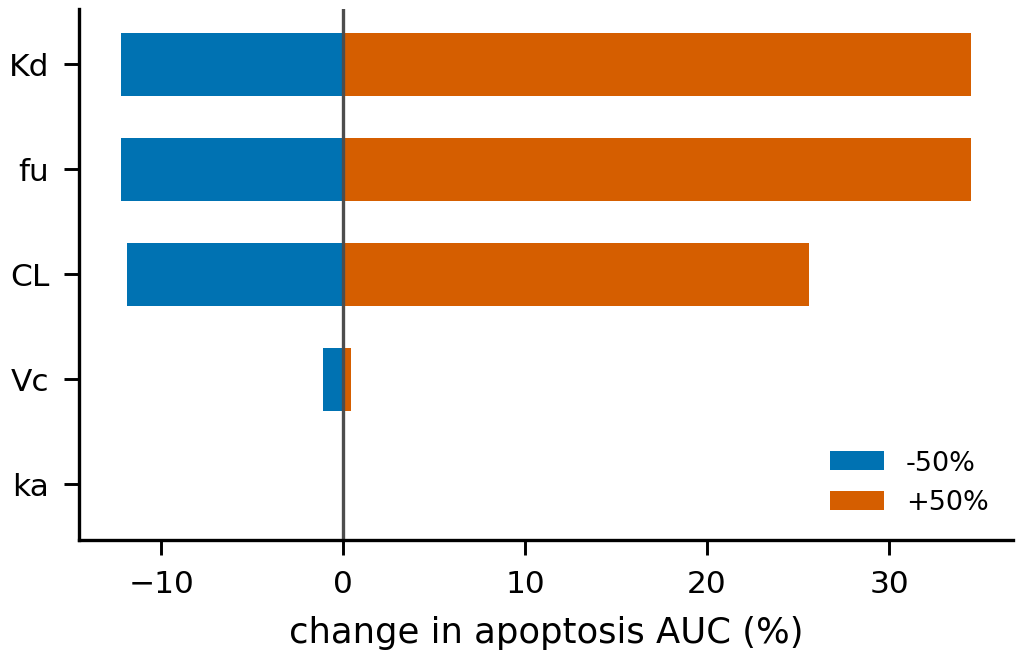 Kd
fu
CL
Vc
ka
-50%
+50%
−10 0 10 20 30
change in apoptosis AUC (%)